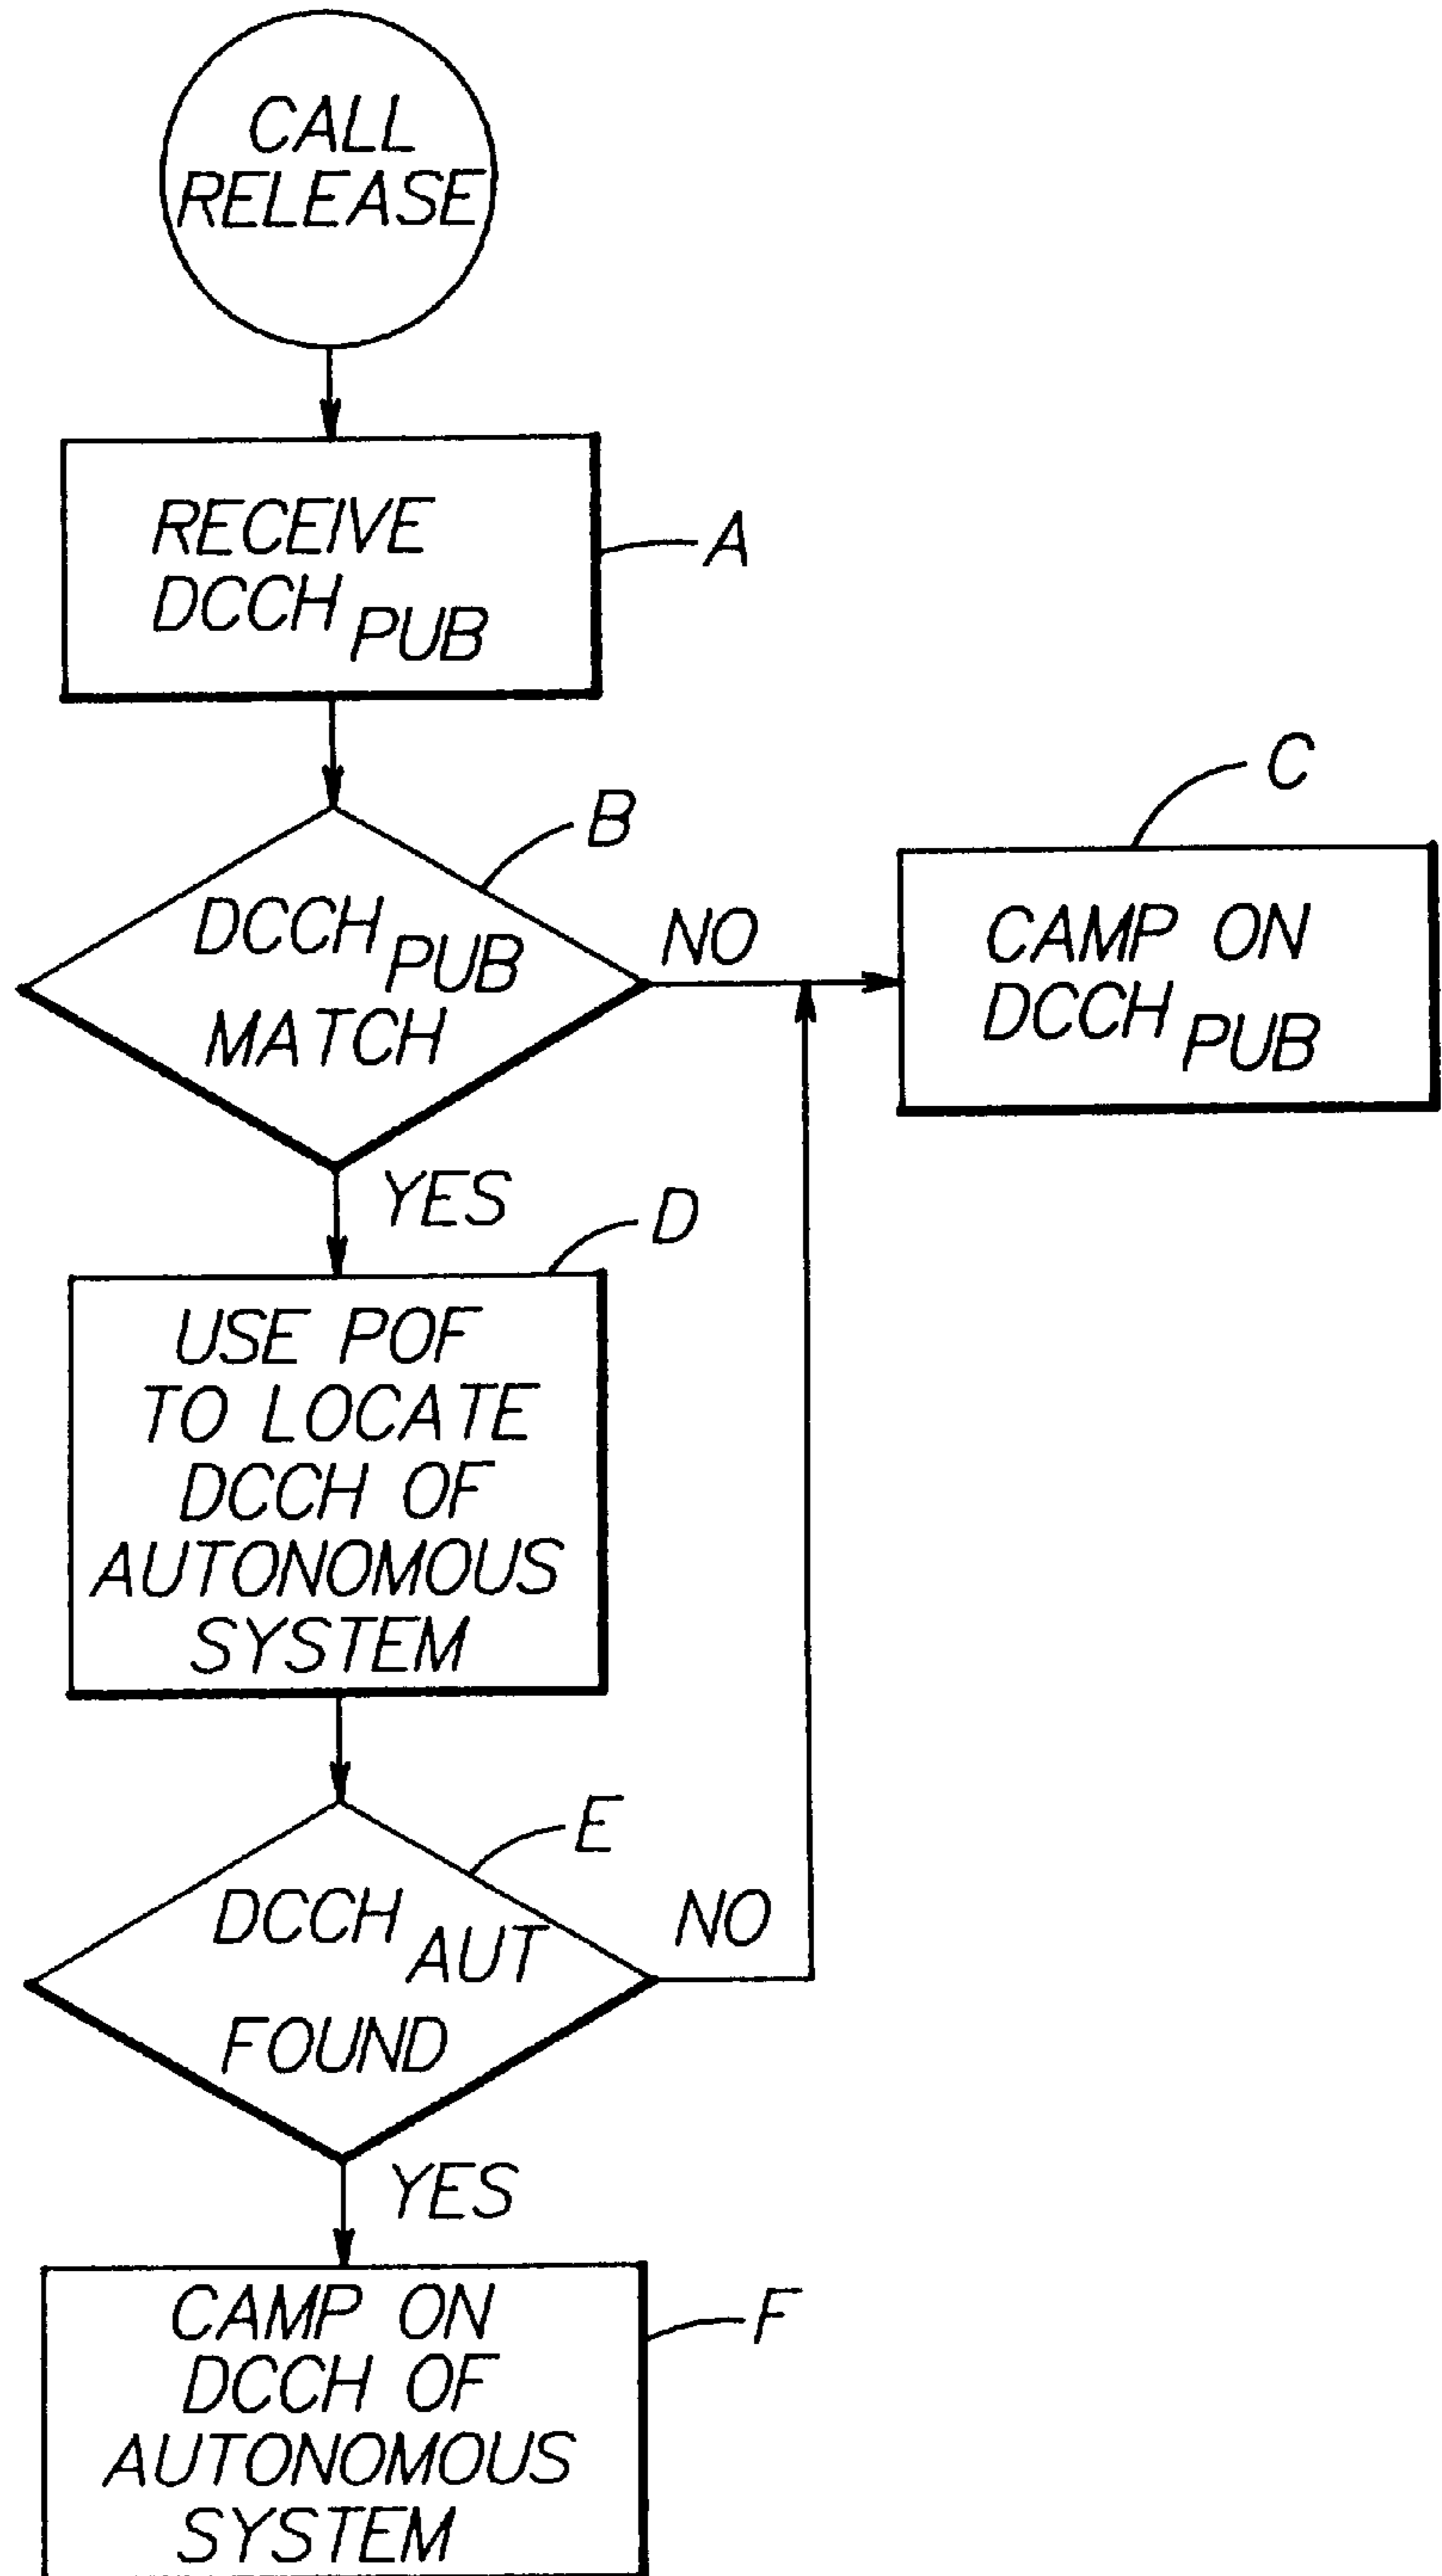 CALL
RELEASE
RECEIVE
DCCH PUB
A
B
DCCH PUB
MATCH
NO
C
CAMP ON
DCCH PUB
YES
D
USE POF
TO LOCATE
DCCH OF
AUTONOMOUS
SYSTEM
E
DCCH AUT
FOUND
NO
YES
CAMP ON
DCCH OF
AUTONOMOUS
SYSTEM
F